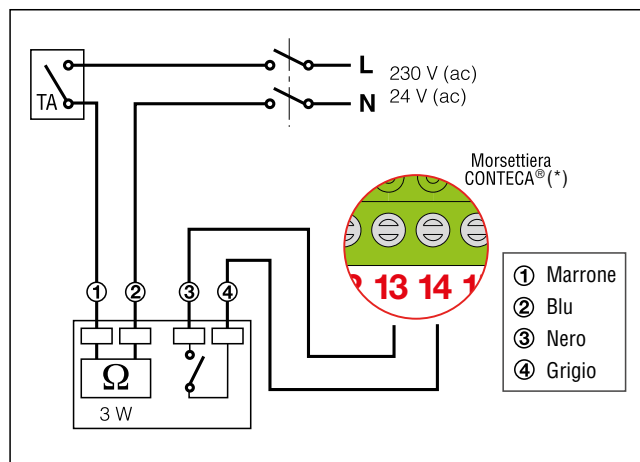 L
230 V (ac)
N
24 V (ac)
TA
Morsettiera
CONTECA® (*)
13 14
1 2 3 4
Ω
3 W
1 Marrone
2 Blu
3 Nero
4 Grigio